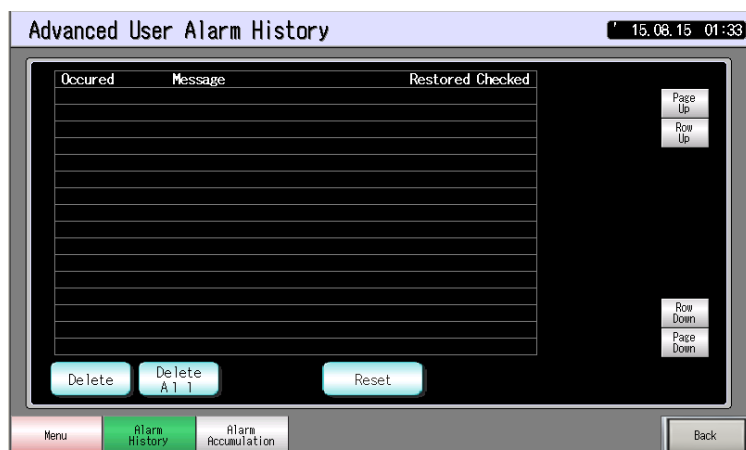 Advanced User Alarm History
' 15.08.15 01:33
Occured Message Restored Checked
Page
Up
Row
Up
Row
Down
Page
Down
Delete
Delete
All
Reset
Menu
Alarm
History
Alarm
Accumulation
Back